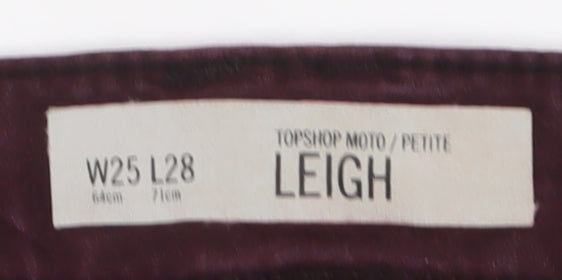 W25 L28
64cm 71cm
TOPSHOP MOTO / PETITE
LEIGH